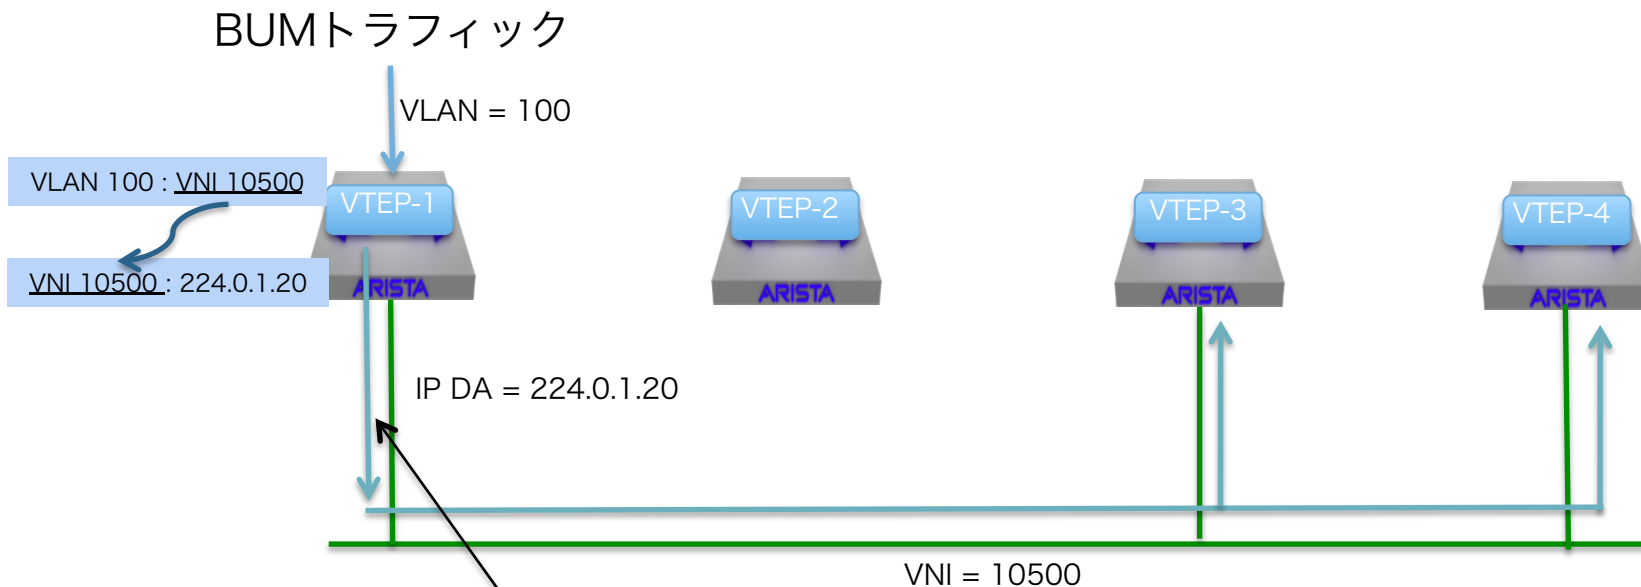 BUMトラフィック
VLAN = 100
VLAN 100 : VNI 10500
VNI 10500 : 224.0.1.20
VTEP-1
VTEP-2
VTEP-3
VTEP-4
ARISTA
ARISTA
ARISTA
ARISTA
IP DA = 224.0.1.20
VNI = 10500